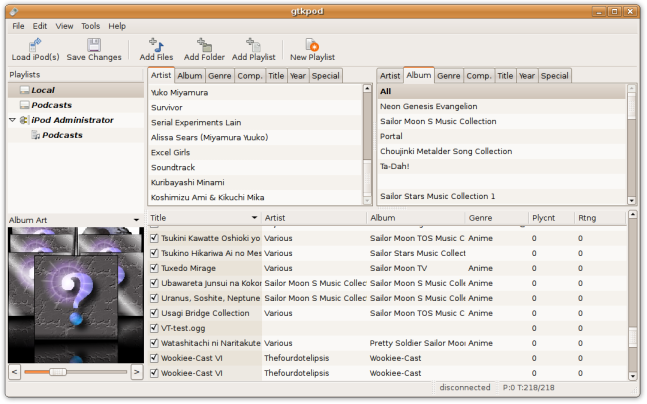 gtkpod
File Edit View Tools Help
Load iPod(s) Save Changes Add Files Add Folder Add Playlist New Playlist
Playlists
Local
Podcasts
iPod Administrator
Podcasts
Artist Album Genre Comp. Title Year Special
Yuko Miyamura
Survivor
Serial Experiments Lain
Alissa Sears (Miyamura Yuuko)
Excel Girls
Soundtrack
Kuribayashi Minami
Koshimizu Ami & Kikuchi Mika
Artist Album Genre Comp. Title Year Special
All
Neon Genesis Evangelion
Sailor Moon S Music Collection
Portal
Choujinki Metalder Song Collection
Ta-Dah!
Sailor Stars Music Collection 1
Album Art
< >
Title Artist Album Genre Plycnt Rtng
Tsukini Kawatte Oshioki yo Various Sailor Moon TOS Music C Anime 0 0
Tsukino Hikariwa Ai no Mes Various Sailor Stars Music Collect 0 0
Tuxedo Mirage Various Sailor Moon TV Anime 0 0
Ubawareta Junsui na Kokor Sailor Moon S Music Collec Sailor Moon S Music Colle Anime 0 0
Uranus, Soshite, Neptune Sailor Moon S Music Collec Sailor Moon S Music Colle Anime 0 0
Usagi Bridge Collection Various Sailor Moon TOS Music C Anime 0 0
VT-test.ogg 0 0
Watashitachi ni Naritakute Various Pretty Soldier Sailor Moo Anime 0 0
Wookiee-Cast VI Thefourdotelipsis Wookiee-Cast 0 0
Wookiee-Cast VI Thefourdotelipsis Wookiee-Cast 0 0
disconnected P:0 T:218/218